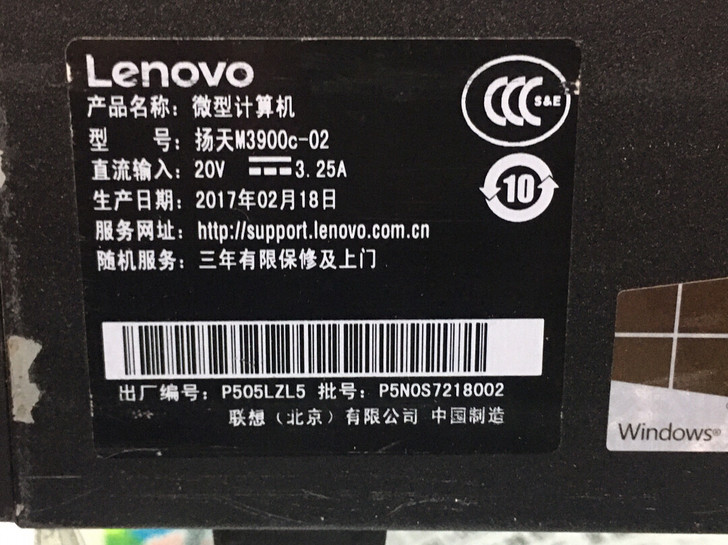 Lenovo
产品名称：微型计算机
型 号：扬天M3900c-02
直流输入：20V 3.25A
生产日期：2017年02月18日
服务网址：http://support.lenovo.com.cn
随机服务：三年有限保修及上门
CCC S&E
10
出厂编号：P505LZL5 批号：P5N0S7218002
联想（北京）有限公司 中国制造
Windows®